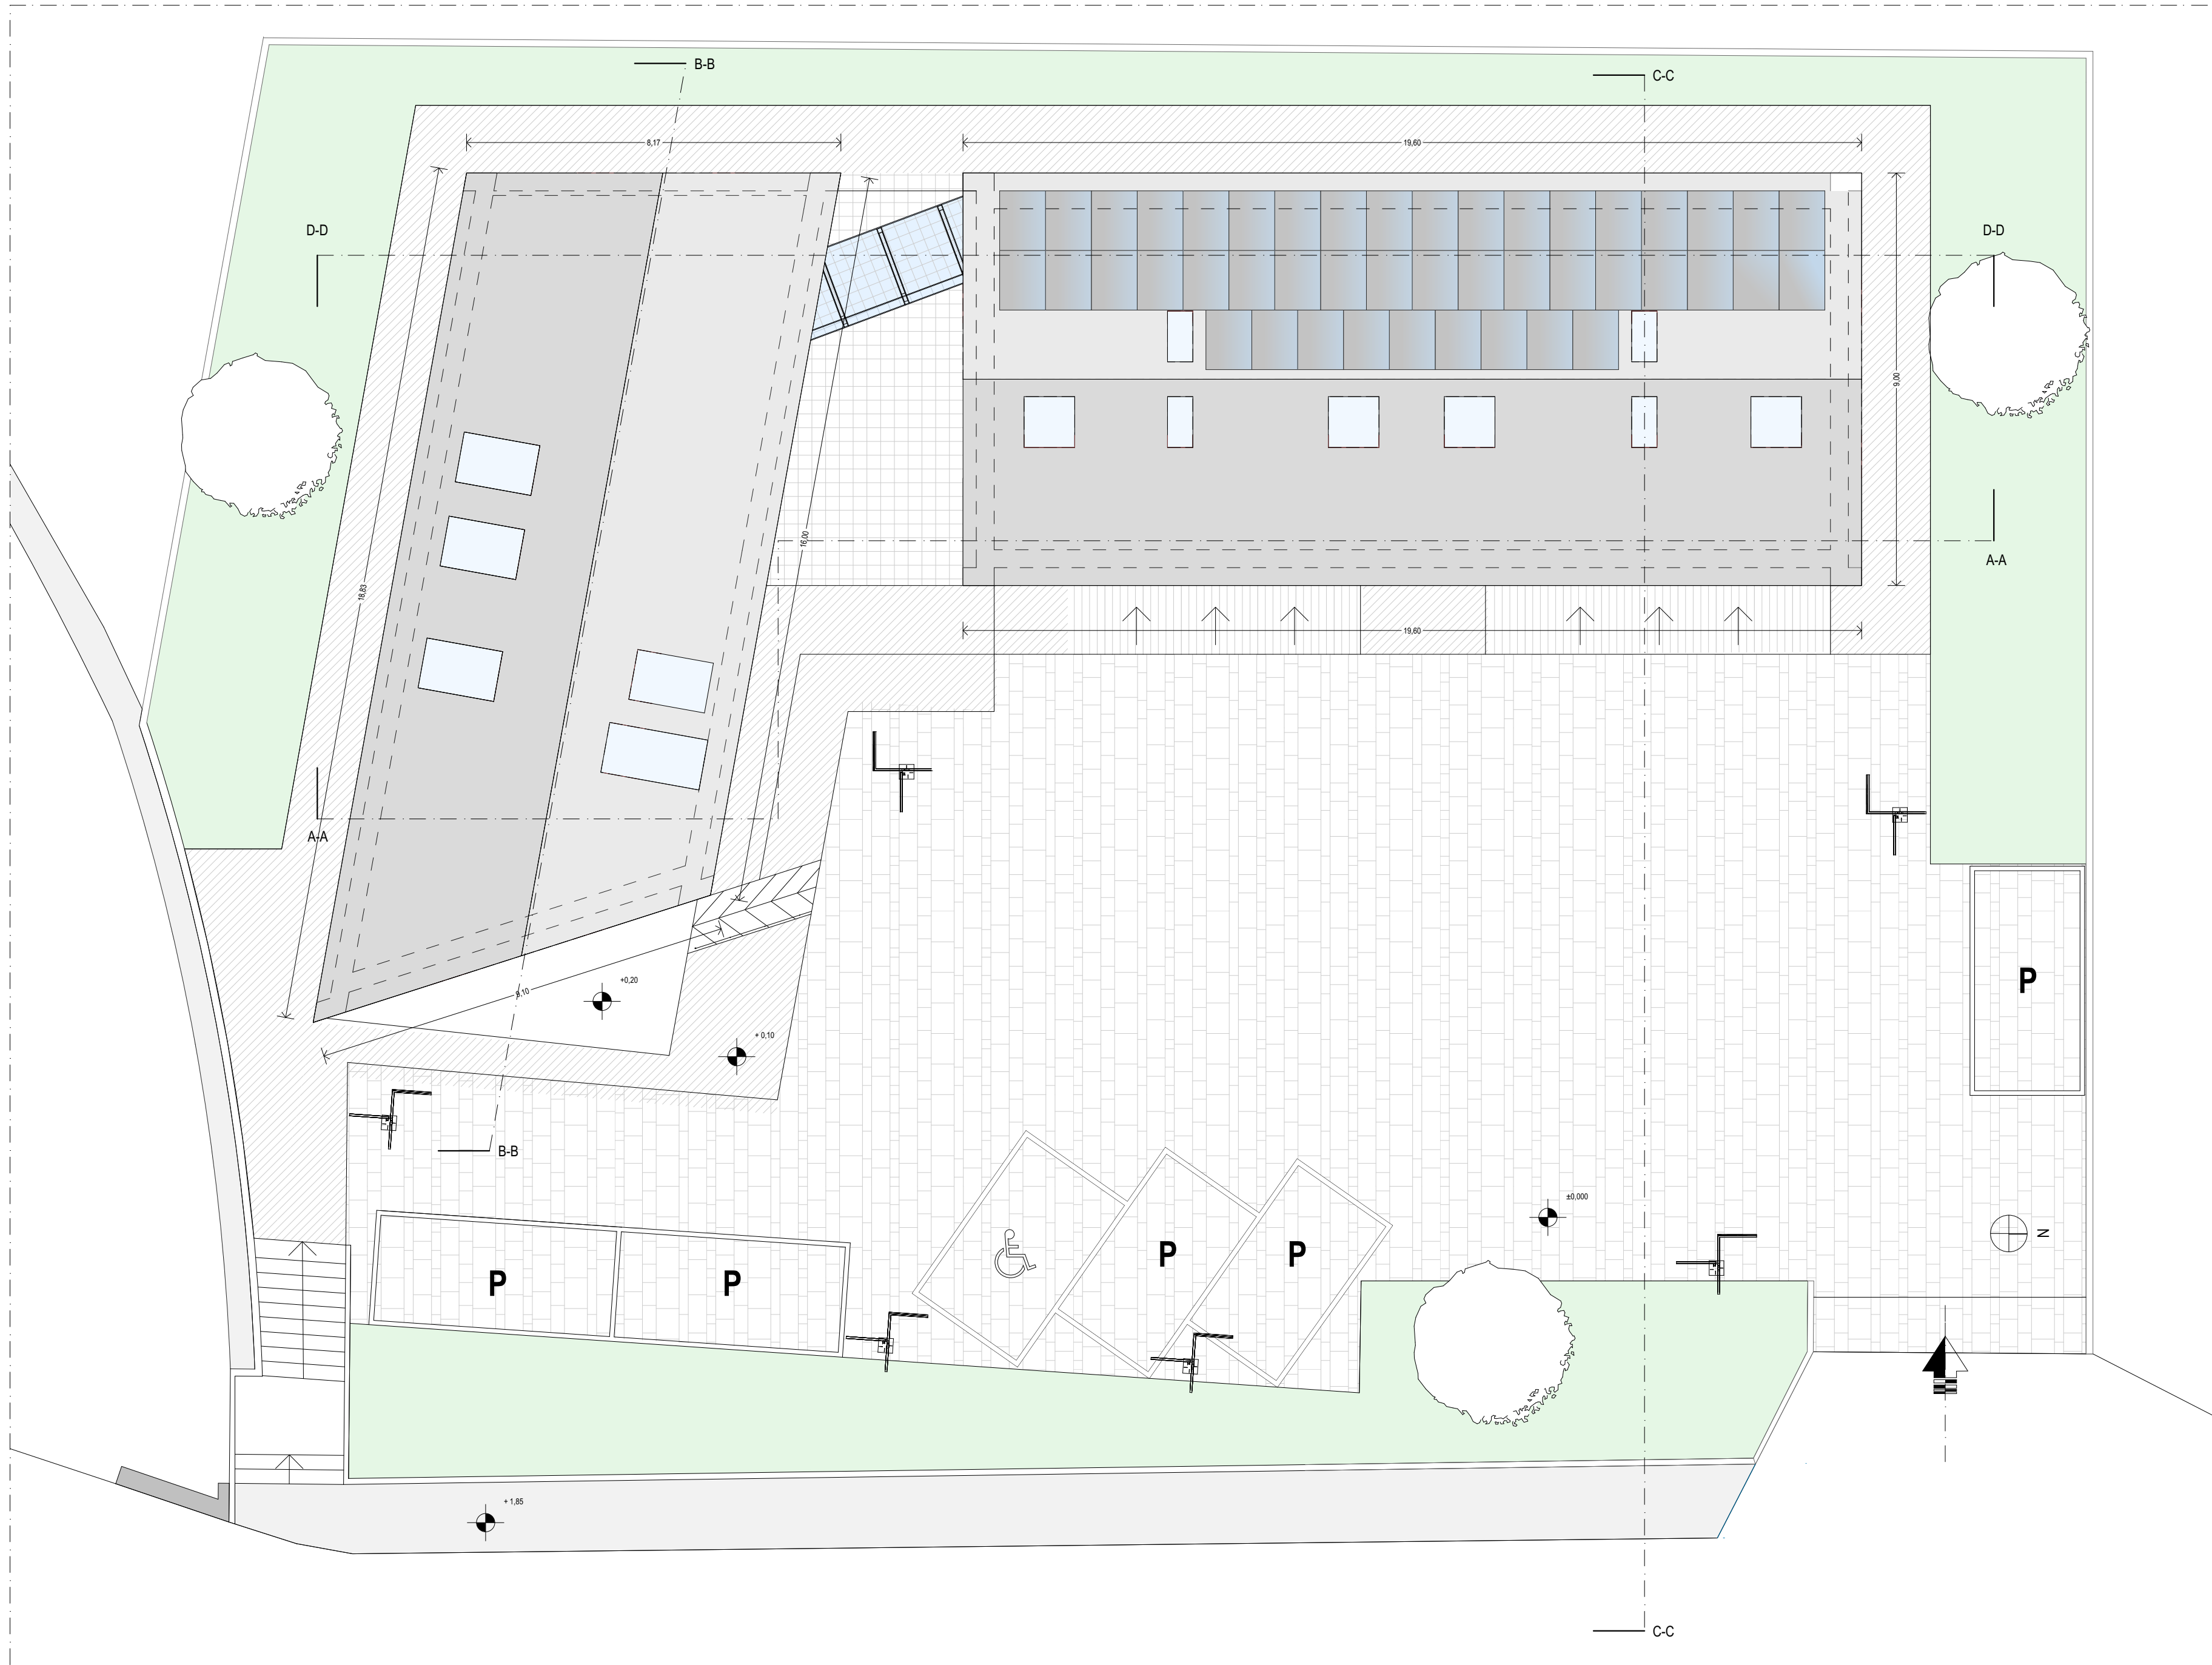 B-B
C-C
8,17
19,60
D-D
D-D
9,00
16,00
A-A
18,83
19,60
A-A
P
9,10
+0,20
+ 0,10
B-B
±0,000
N
P
P
P
P
+ 1,85
C-C